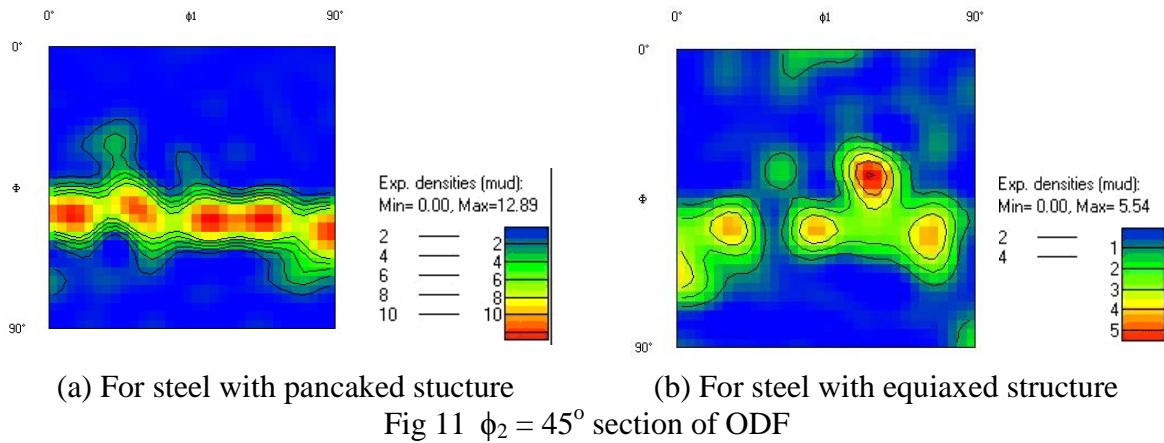 0° ϕ1 90°
0°
Φ
90°
Exp. densities (mud):
Min= 0.00, Max=12.89
2
4
6
8
10
2
4
6
8
10
(a) For steel with pancaked stucture
0° ϕ1 90°
0°
Φ
90°
Exp. densities (mud):
Min= 0.00, Max= 5.54
2
4
1
2
3
4
5
(b) For steel with equiaxed structure
Fig 11 ϕ2 = 45o section of ODF